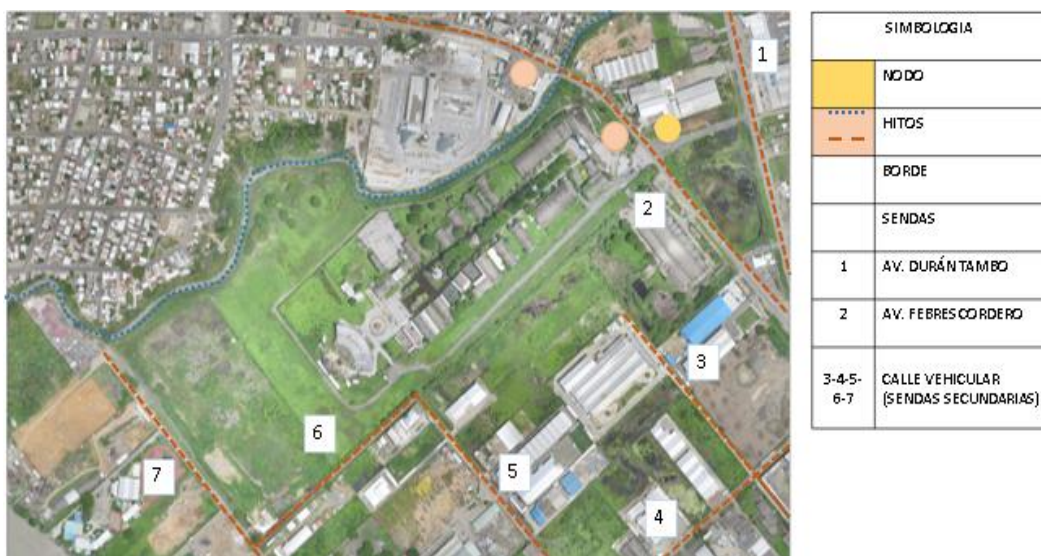 1
2
3
4
5
6
7
SIMBOLOGIA
NODO
HITOS
BORDE
SENDAS
1 AV. DURÁN TAMBO
2 AV. FEBRES CORDERO
3-4-5- CALLE VEHICULAR
6-7 (SENDAS SECUNDARIAS)